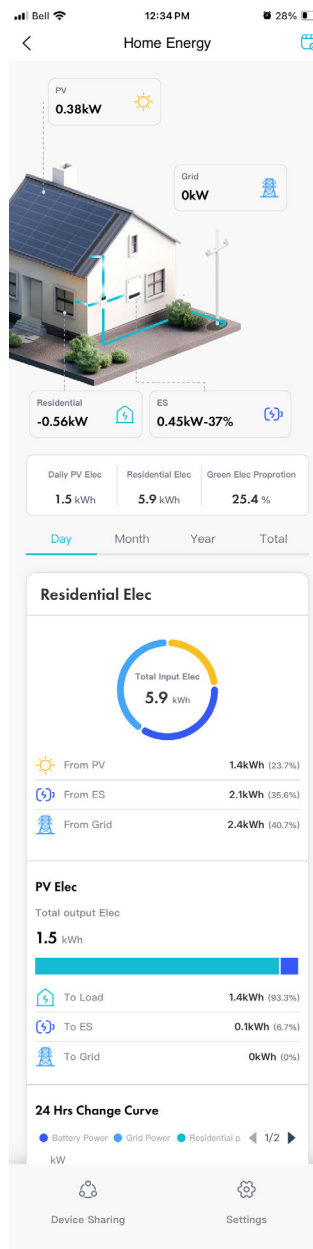 Bell 12:34 PM 28%
Home Energy
PV
0.38kW
Grid
0kW
Residential
-0.56kW
ES
0.45kW-37%
Daily PV Elec Residential Elec Green Elec Proprotion
1.5 kWh 5.9 kWh 25.4 %
Day Month Year Total
Residential Elec
Total Input Elec
5.9 kWh
From PV 1.4kWh (23.7%)
From ES 2.1kWh (35.6%)
From Grid 2.4kWh (40.7%)
PV Elec
Total output Elec
1.5 kWh
To Load 1.4kWh (93.3%)
To ES 0.1kWh (6.7%)
To Grid 0kWh (0%)
24 Hrs Change Curve
Battery Power Grid Power Residential p 1/2
kW
Device Sharing Settings